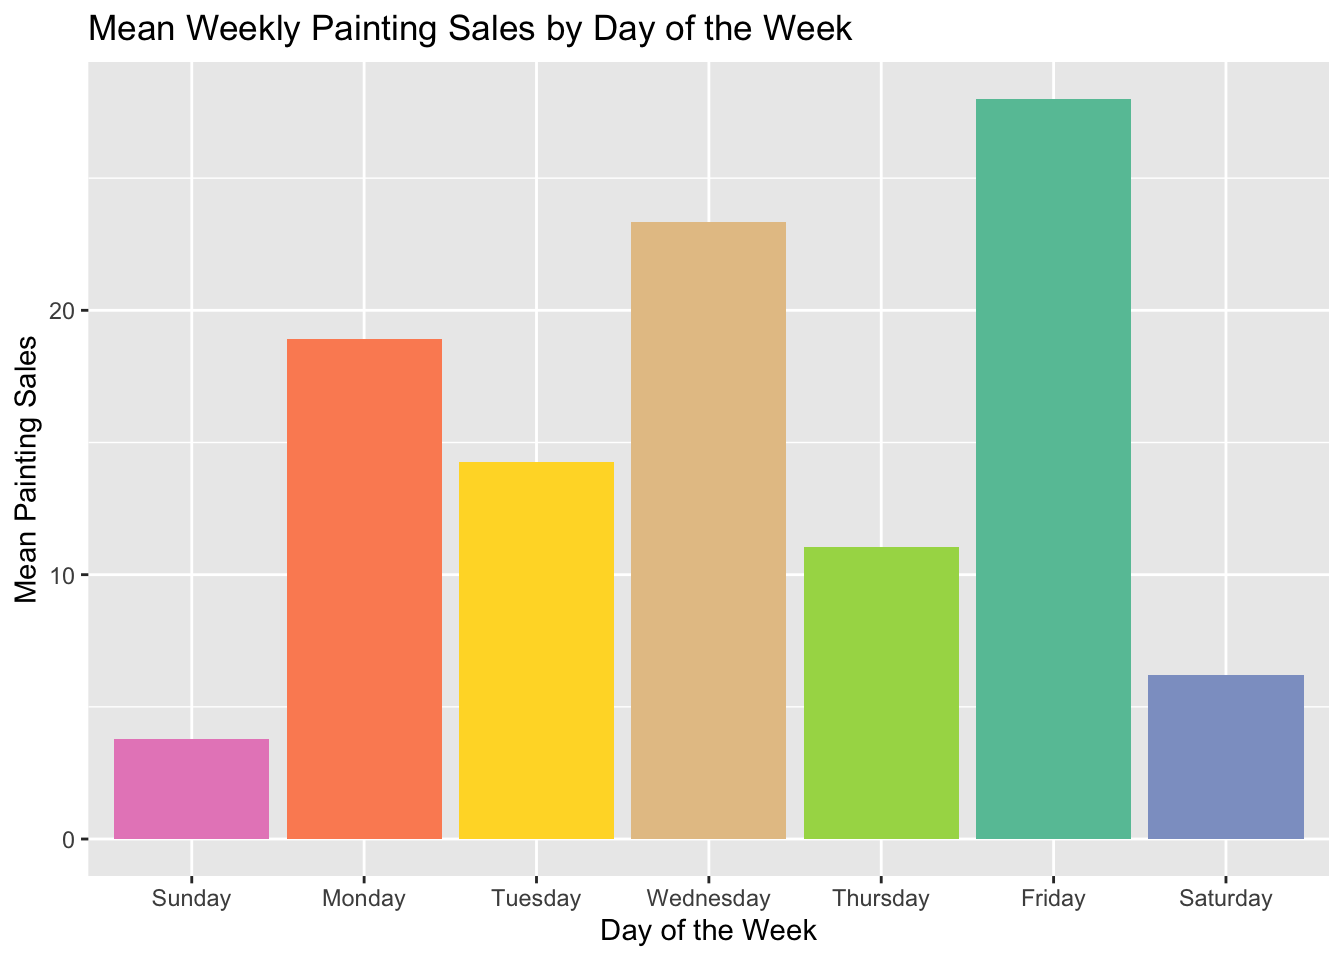 Mean Weekly Painting Sales by Day of the Week
Mean Painting Sales
20
10
0
Sunday Monday Tuesday Wednesday Thursday Friday Saturday
Day of the Week